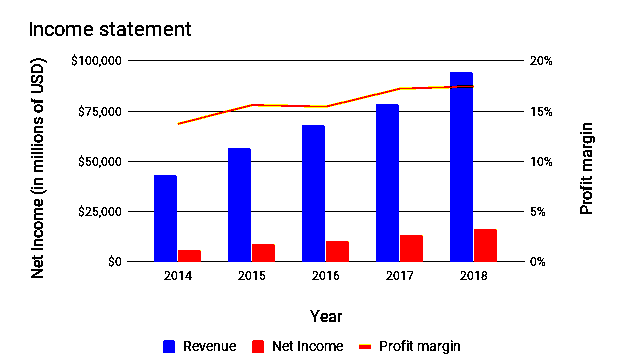 Income statement
$100,000
$75,000
$50,000
$25,000
$0
Net Income (in millions of USD)
20%
15%
10%
5%
0%
Profit margin
2014 2015 2016 2017 2018
Year
Revenue Net Income Profit margin